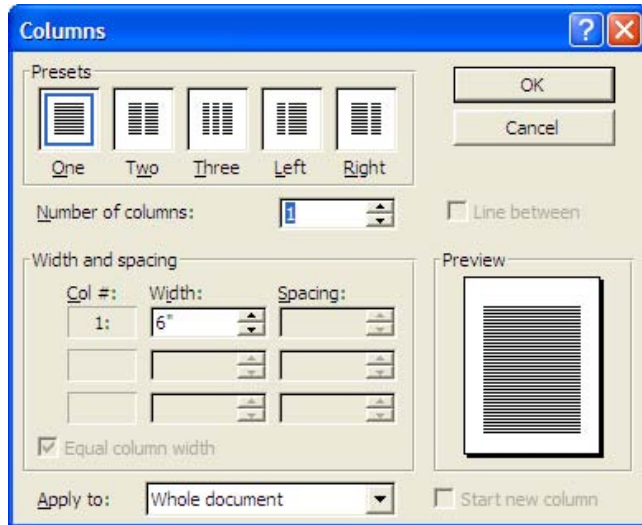 Columns
Presets
OK
Cancel
One Two Three Left Right
Number of columns: 1 Line between
Width and spacing Preview
Col #: Width: Spacing:
1: 6"
Equal column width
Apply to: Whole document Start new column